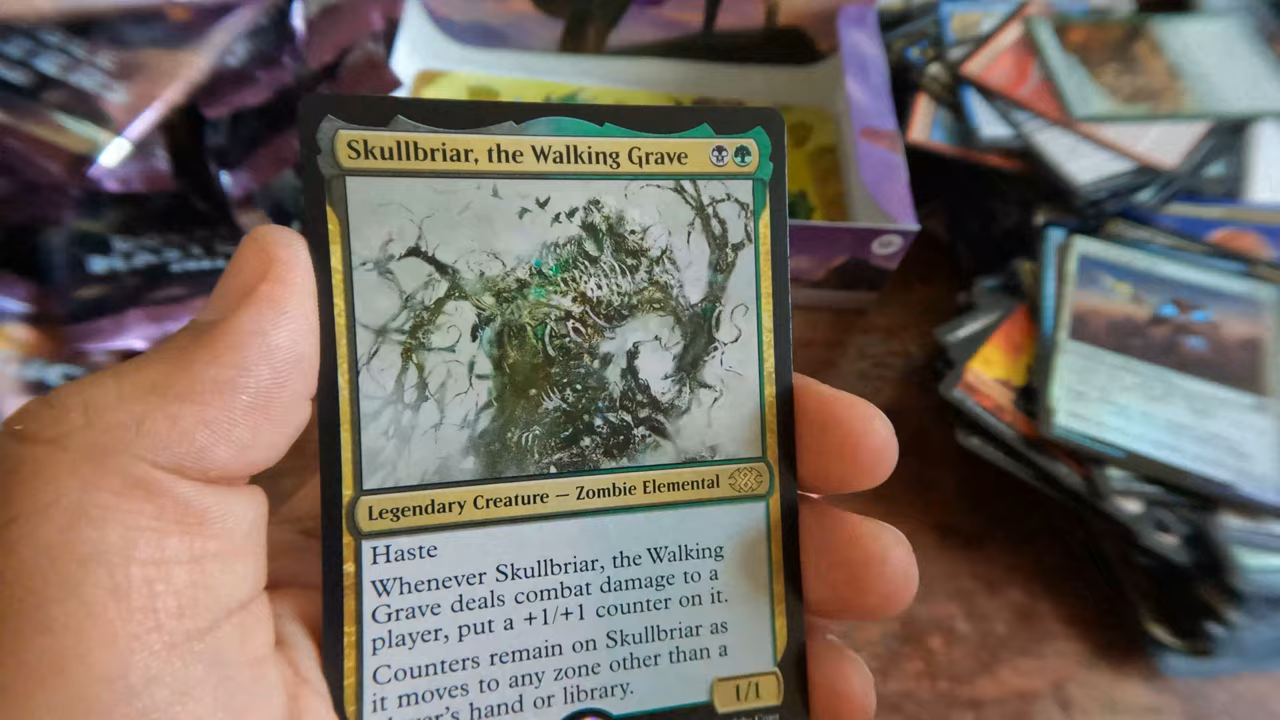 Skullbriar, the Walking Grave
Legendary Creature — Zombie Elemental
Haste
Whenever Skullbriar, the Walking
Grave deals combat damage to a
player, put a +1/+1 counter on it.
Counters remain on Skullbriar as
it moves to any zone other than a
player's hand or library.
1/1